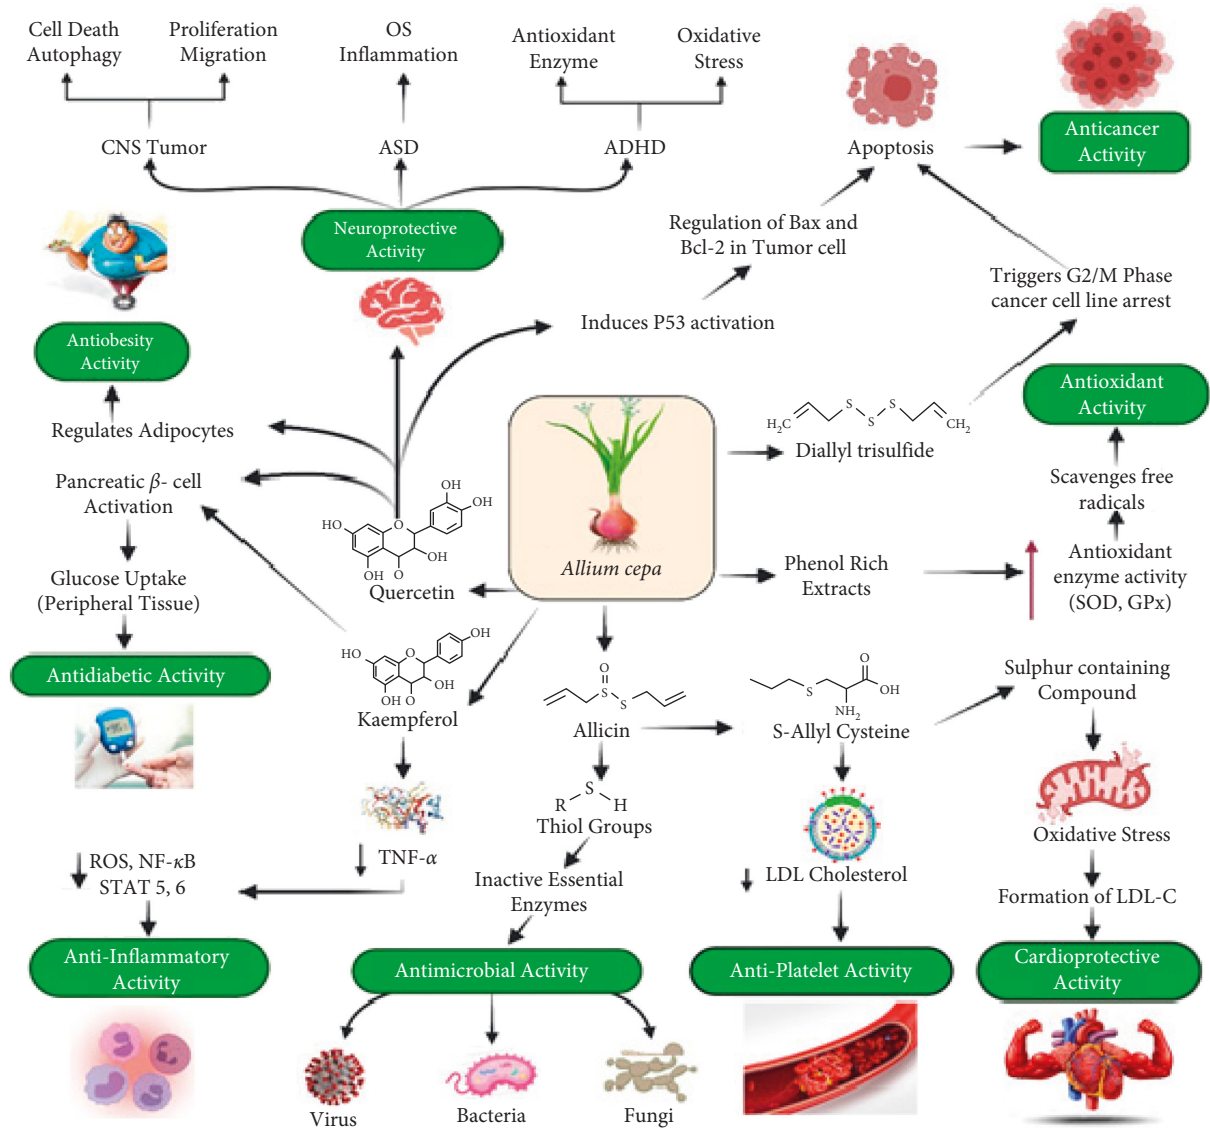 Cell Death
Autophagy
Proliferation
Migration
OS
Inflammation
Antioxidant
Enzyme
Oxidative
Stress
CNS Tumor
ASD
ADHD
Apoptosis
Anticancer
Activity
Neuroprotective
Activity
Regulation of Bax and
Bcl-2 in Tumor cell
Triggers G2/M Phase
cancer cell line arrest
Induces P53 activation
Antiobesity
Activity
Antioxidant
Activity
Regulates Adipocytes
H2C
S
S
S
CH2
Diallyl trisulfide
Pancreatic β- cell
Activation
Scavenges free
radicals
OH
OH
HO
O
OH
OH
O
Quercetin
Allium cepa
Phenol Rich
Extracts
Antioxidant
enzyme activity
(SOD, GPx)
Glucose Uptake
(Peripheral Tissue)
Antidiabetic Activity
OH
HO
O
OH
OH
O
Kaempferol
O
S
S
Allicin
O
S
OH
NH2
S-Allyl Cysteine
Sulphur containing
Compound
S
R
H
Thiol Groups
Oxidative Stress
ROS, NF-κB
STAT 5, 6
TNF-α
Inactive Essential
Enzymes
LDL Cholesterol
Formation of LDL-C
Anti-Inflammatory
Activity
Antimicrobial Activity
Anti-Platelet Activity
Cardioprotective
Activity
Virus
Bacteria
Fungi